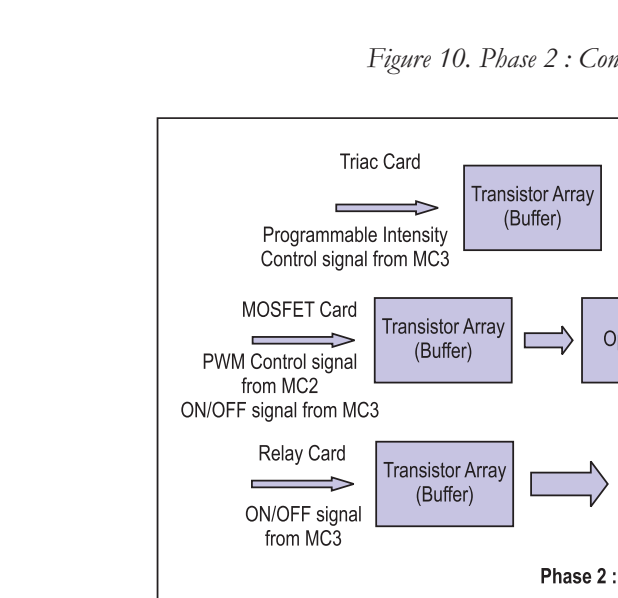 Figure 10. Phase 2 : Con
Triac Card
Transistor Array
(Buffer)
Programmable Intensity
Control signal from MC3
MOSFET Card
Transistor Array
(Buffer)
O
PWM Control signal
from MC2
ON/OFF signal from MC3
Relay Card
Transistor Array
(Buffer)
ON/OFF signal
from MC3
Phase 2 :